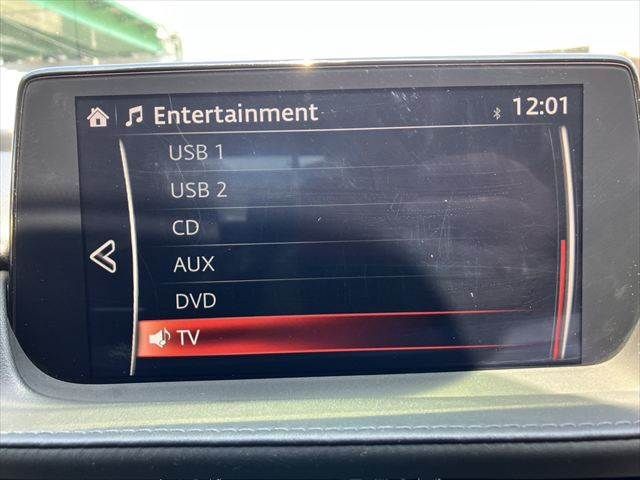 Entertainment 12:01
USB 1
USB 2
CD
AUX
DVD
TV